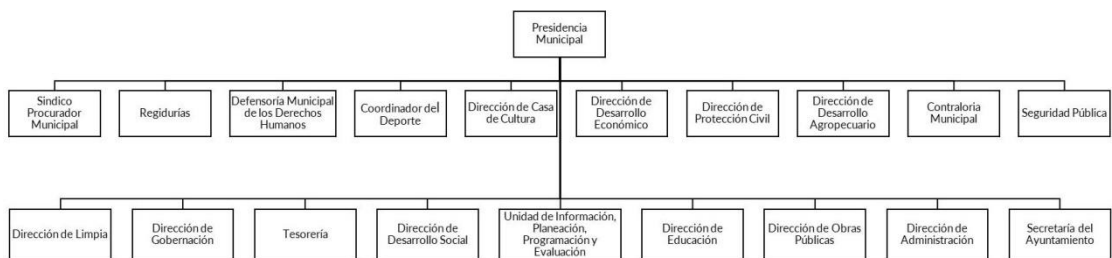 Presidencia
Municipal
Sindico
Procurador
Municipal
Regidurías
Defensoría Municipal
de los Derechos
Humanos
Coordinador del
Deporte
Dirección de Casa
de Cultura
Dirección de
Desarrollo
Económico
Dirección de
Protección Civil
Dirección de
Desarrollo
Agropecuario
Contraloria
Municipal
Seguridad Pública
Dirección de Limpia
Dirección de
Gobernación
Tesorería
Dirección de
Desarrollo Social
Unidad de Información,
Planeación,
Programación y
Evaluación
Dirección de
Educación
Dirección de Obras
Públicas
Dirección de
Administración
Secretaría del
Ayuntamiento